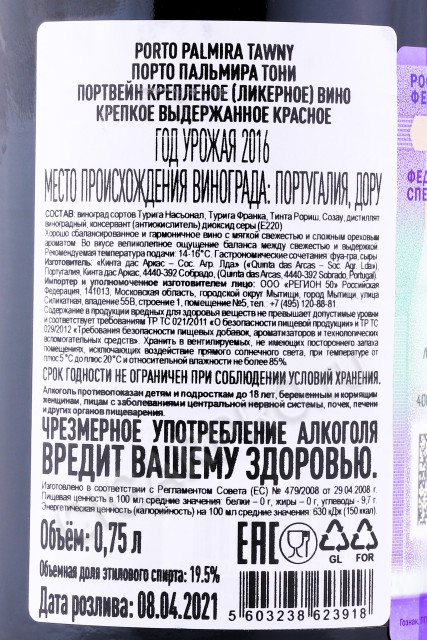 PORTO PALMIRA TAWNY
ПОРТО ПАЛЬМИРА ТОНИ
ПОРТВЕЙН КРЕПЛЕНОЕ (ЛИКЕРНОЕ) ВИНО
КРЕПКОЕ ВЫДЕРЖАННОЕ КРАСНОЕ
ГОД УРОЖАЯ 2016
МЕСТО ПРОИСХОЖДЕНИЯ ВИНОГРАДА: ПОРТУГАЛИЯ, ДОРУ
СОСТАВ: виноград сортов Турига Насьонал, Турига Франка, Тинта Рориш, Созау, дистиллят
виноградный, консервант (антиокислитель) диоксид серы (Е220)
Хорошо сбалансированное и гармоничное вино с мягкой свежестью и сложным ореховым
ароматом. Во вкусе великолепное ощущение баланса между свежестью и выдержкой.
Рекомендуемая температура подачи: 14-16°С. Гастрономические сочетания: фуа-гра, сыры
Изготовитель: «Кинта дас Аркас – Сос. Агр. Лда» («Quinta das Arcas – Soc Agr. Lda»),
Португалия, Кинта дас Аркас, 4440-392 Собрадо, (Quinta das Arcas, 4440-392 Sobrado, Portugal).
Импортер и уполномоченное изготовителем лицо: ООО «РЕГИОН 50» Российская
Федерация, 141013, Московская область, городской округ Мытищи, город Мытищи, улица
Силикатная, владение 55В, строение 1, помещение №5, тел. +7 (495) 120-88-81
Содержание в продукции вредных для здоровья веществ не превышает допустимые уровни
и соответствует требованиям ТР ТС 021/2011 «О безопасности пищевой продукции» и ТР ТС
029/2012 «Требования безопасности пищевых добавок, ароматизаторов и технологических
вспомогательных средств». Хранить в вентилируемых, не имеющих постороннего запаха
помещениях, исключающих воздействие прямого солнечного света, при температуре от
плюс 5°С до плюс 20°С и относительной влажности не более 85%.
СРОК ГОДНОСТИ НЕ ОГРАНИЧЕН ПРИ СОБЛЮДЕНИИ УСЛОВИЙ ХРАНЕНИЯ.
Алкоголь противопоказан детям и подросткам до 18 лет, беременным и кормящим
женщинам, лицам с заболеваниями центральной нервной системы, почек, печени
и других органов пищеварения.
ЧРЕЗМЕРНОЕ УПОТРЕБЛЕНИЕ АЛКОГОЛЯ
ВРЕДИТ ВАШЕМУ ЗДОРОВЬЮ.
Изготовлено в соответствии с Регламентом Совета (ЕС) № 479/2008 от 29.04.2008 г.
Пищевая ценность в 100 мл средние значения: белки – 0 г, жиры – 0 г, углеводы - 9,7 г.
Энергетическая ценность (калорийность) на 100 мл средние значения: 630 кДж (150 ккал).
Объём: 0,75 л
EAC
GL FOR
Объемная доля этилового спирта: 19.5%
Дата розлива: 08.04.2021
5 603238 623918
РОС
ФЕ
ФЕД
СПЕ